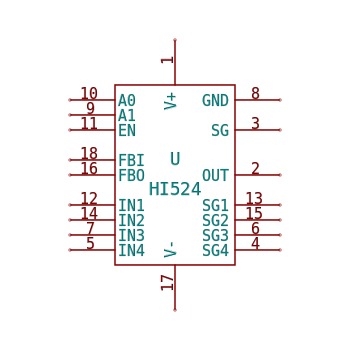 1
V+
10 A0 GND 8
9 A1
11 EN SG 3
18 FBI U
16 FBO OUT 2
HI524
12 IN1 SG1 13
14 IN2 SG2 15
7 IN3 SG3 6
5 IN4 SG4 4
V-
17